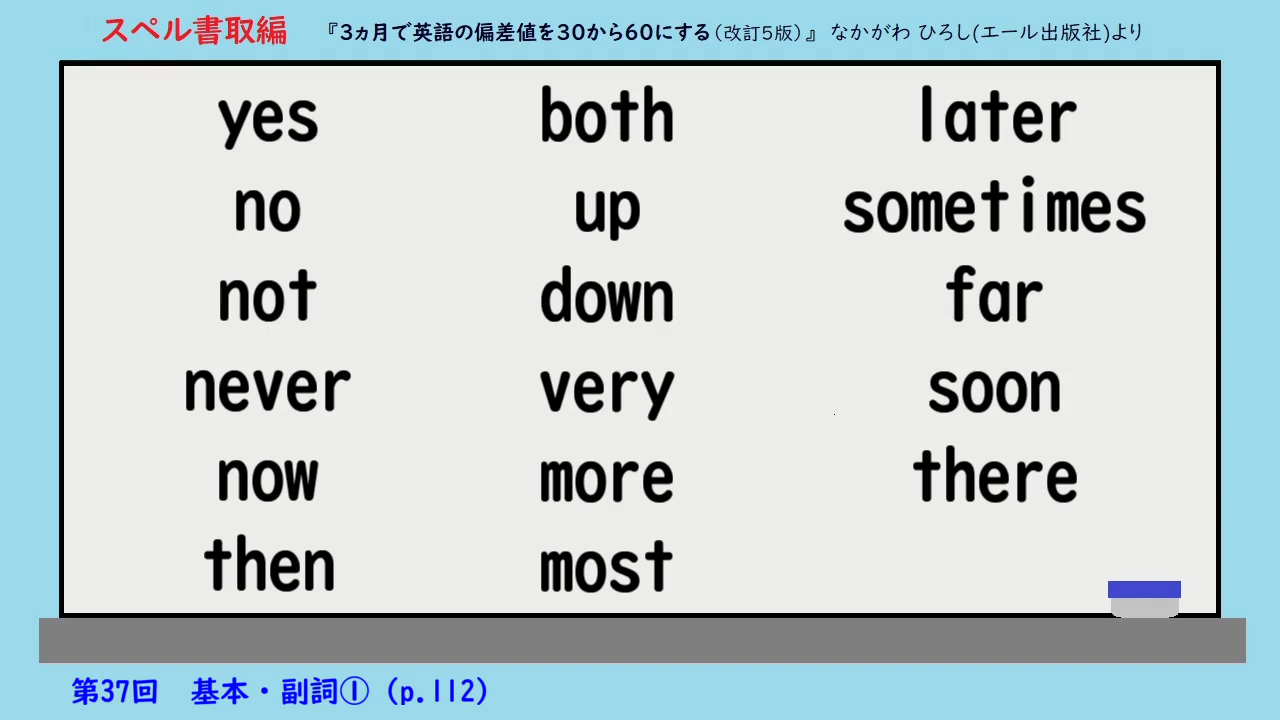 スペル書取編 『3ヵ月で英語の偏差値を30から60にする(改訂5版)』 なかがわ ひろし(エール出版社)より
yes both later
no up sometimes
not down far
never very soon
now more there
then most
第37回 基本・副詞① (p.112)